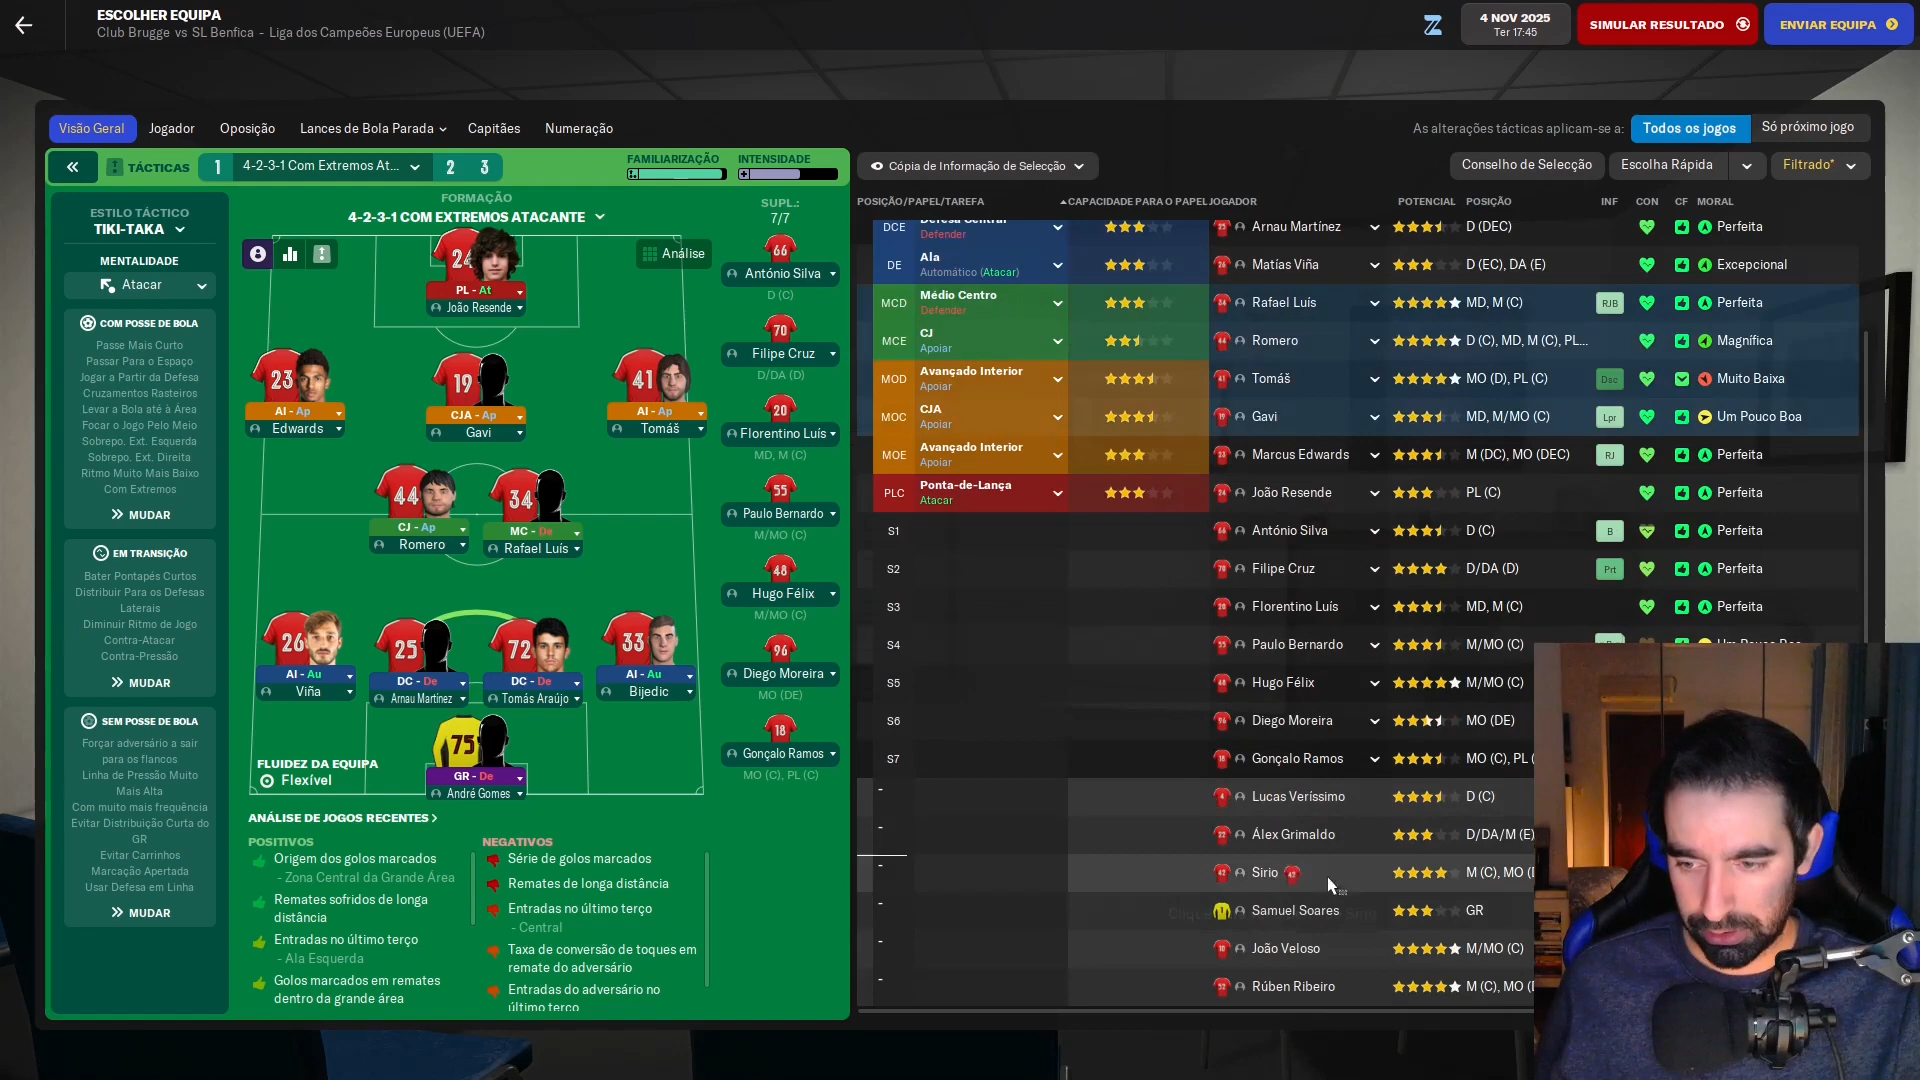 ESCOLHER EQUIPA
Club Brugge vs SL Benfica - Liga dos Campeões Europeus (UEFA)
4 NOV 2025
Ter 17:45
SIMULAR RESULTADO
ENVIAR EQUIPA
Visão Geral
Jogador
Oposição
Lances de Bola Parada
Capitães
Numeração
As alterações tácticas aplicam-se a:
Todos os jogos
Só próximo jogo
TÁCTICAS
1
4-2-3-1 Com Extremos At...
2
3
FAMILIARIZAÇÃO
INTENSIDADE
ESTILO TÁCTICO
TIKI-TAKA
MENTALIDADE
Atacar
COM POSSE DE BOLA
Passe Mais Curto
Passar Para o Espaço
Jogar a Partir da Defesa
Cruzamentos Rasteiros
Levar a Bola até à Área
Focar o Jogo Pelo Meio
Sobrepo. Ext. Esquerda
Sobrepo. Ext. Direita
Ritmo Muito Mais Baixo
Com Extremos
MUDAR
EM TRANSIÇÃO
Bater Pontapés Curtos
Distribuir Para os Defesas
Laterais
Diminuir Ritmo de Jogo
Contra-Atacar
Contra-Pressão
MUDAR
SEM POSSE DE BOLA
Forçar adversário a sair
para os flancos
Linha de Pressão Muito
Mais Alta
Com muito mais frequência
Evitar Distribuição Curta do
GR
Evitar Carrinhos
Marcação Apertada
Usar Defesa em Linha
MUDAR
FORMAÇÃO
4-2-3-1 COM EXTREMOS ATACANTE
Análise
24
PL - At
João Resende
23
AI - Ap
Edwards
19
CJA - Ap
Gavi
41
AI - Ap
Tomáš
44
CJ - Ap
Romero
34
MC - De
Rafael Luís
26
Al - Au
Viña
25
DC - De
Arnau Martínez
72
DC - De
Tomás Araújo
33
Al - Au
Bijedic
75
GR - De
André Gomes
FLUIDEZ DA EQUIPA
Flexível
SUPL.:
7/7
66
António Silva
D (C)
70
Filipe Cruz
D/DA (D)
20
Florentino Luís
MD, M (C)
55
Paulo Bernardo
M/MO (C)
48
Hugo Félix
M/MO (C)
96
Diego Moreira
MO (DE)
18
Gonçalo Ramos
MO (C), PL (C)
ANÁLISE DE JOGOS RECENTES
POSITIVOS
Origem dos golos marcados
- Zona Central da Grande Área
Remates sofridos de longa
distância
Entradas no último terço
- Ala Esquerda
Golos marcados em remates
dentro da grande área
NEGATIVOS
Série de golos marcados
Remates de longa distância
Entradas no último terço
- Central
Taxa de conversão de toques em
remate do adversário
Entradas do adversário no
último terço
Cópia de Informação de Selecção
Conselho de Selecção
Escolha Rápida
Filtrado*
POSIÇÃO/PAPEL/TAREFA CAPACIDADE PARA O PAPEL JOGADOR POTENCIAL POSIÇÃO INF CON CF MORAL
DCE Defesa Central Defender Arnau Martínez D (DEC) Perfeita
DE Ala Automático (Atacar) Matías Viña D (EC), DA (E) Excepcional
MCD Médio Centro Defender Rafael Luís MD, M (C) RJB Perfeita
MCE CJ Apoiar Romero D (C), MD, M (C), PL... Magnífica
MOD Avançado Interior Apoiar Tomáš MO (D), PL (C) Dsc Muito Baixa
MOC CJA Apoiar Gavi MD, M/MO (C) Lpr Um Pouco Boa
MOE Avançado Interior Apoiar Marcus Edwards M (DC), MO (DEC) RJ Perfeita
PLC Ponta-de-Lança Atacar João Resende PL (C) Perfeita
S1 António Silva D (C) B Perfeita
S2 Filipe Cruz D/DA (D) Prt Perfeita
S3 Florentino Luís MD, M (C) Perfeita
S4 Paulo Bernardo M/MO (C)
S5 Hugo Félix M/MO (C)
S6 Diego Moreira MO (DE)
S7 Gonçalo Ramos MO (C), PL (
- Lucas Veríssimo D (C)
- Álex Grimaldo D/DA/M (E)
- Sirio M (C), MO (
- Samuel Soares GR
- João Veloso M/MO (C)
- Rúben Ribeiro M (C), MO (